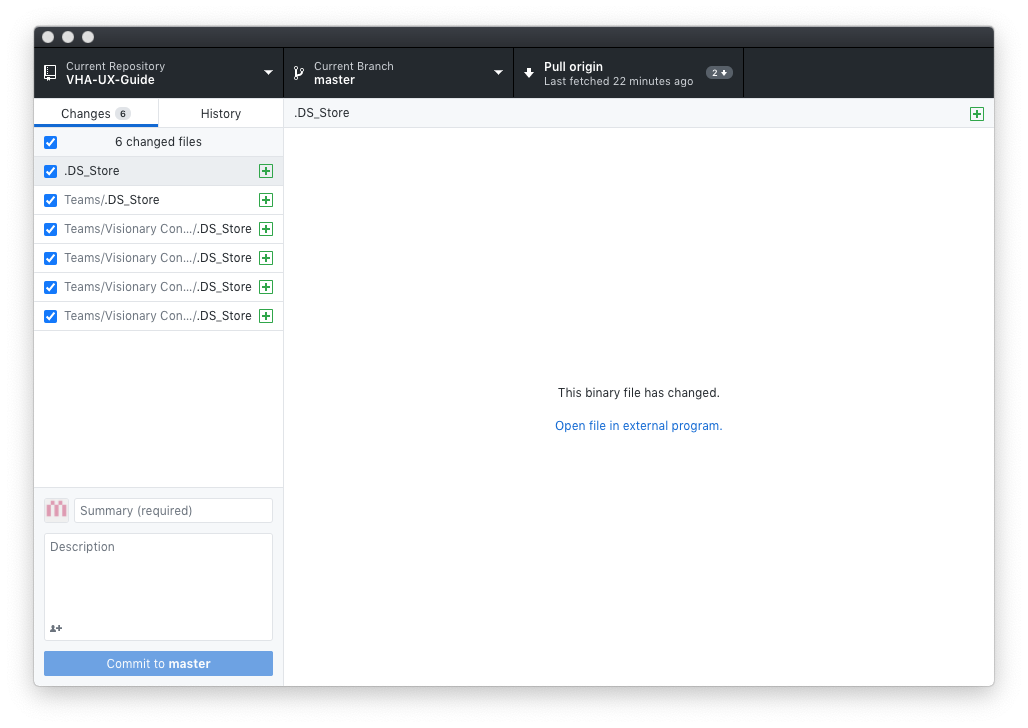 Current Repository
VHA-UX-Guide
Current Branch
master
Pull origin
Last fetched 22 minutes ago
2
Changes 6
History
.DS_Store
6 changed files
.DS_Store
Teams/.DS_Store
Teams/Visionary Con.../.DS_Store
Teams/Visionary Con.../.DS_Store
Teams/Visionary Con.../.DS_Store
Teams/Visionary Con.../.DS_Store
This binary file has changed.
Open file in external program.
Summary (required)
Description
Commit to master